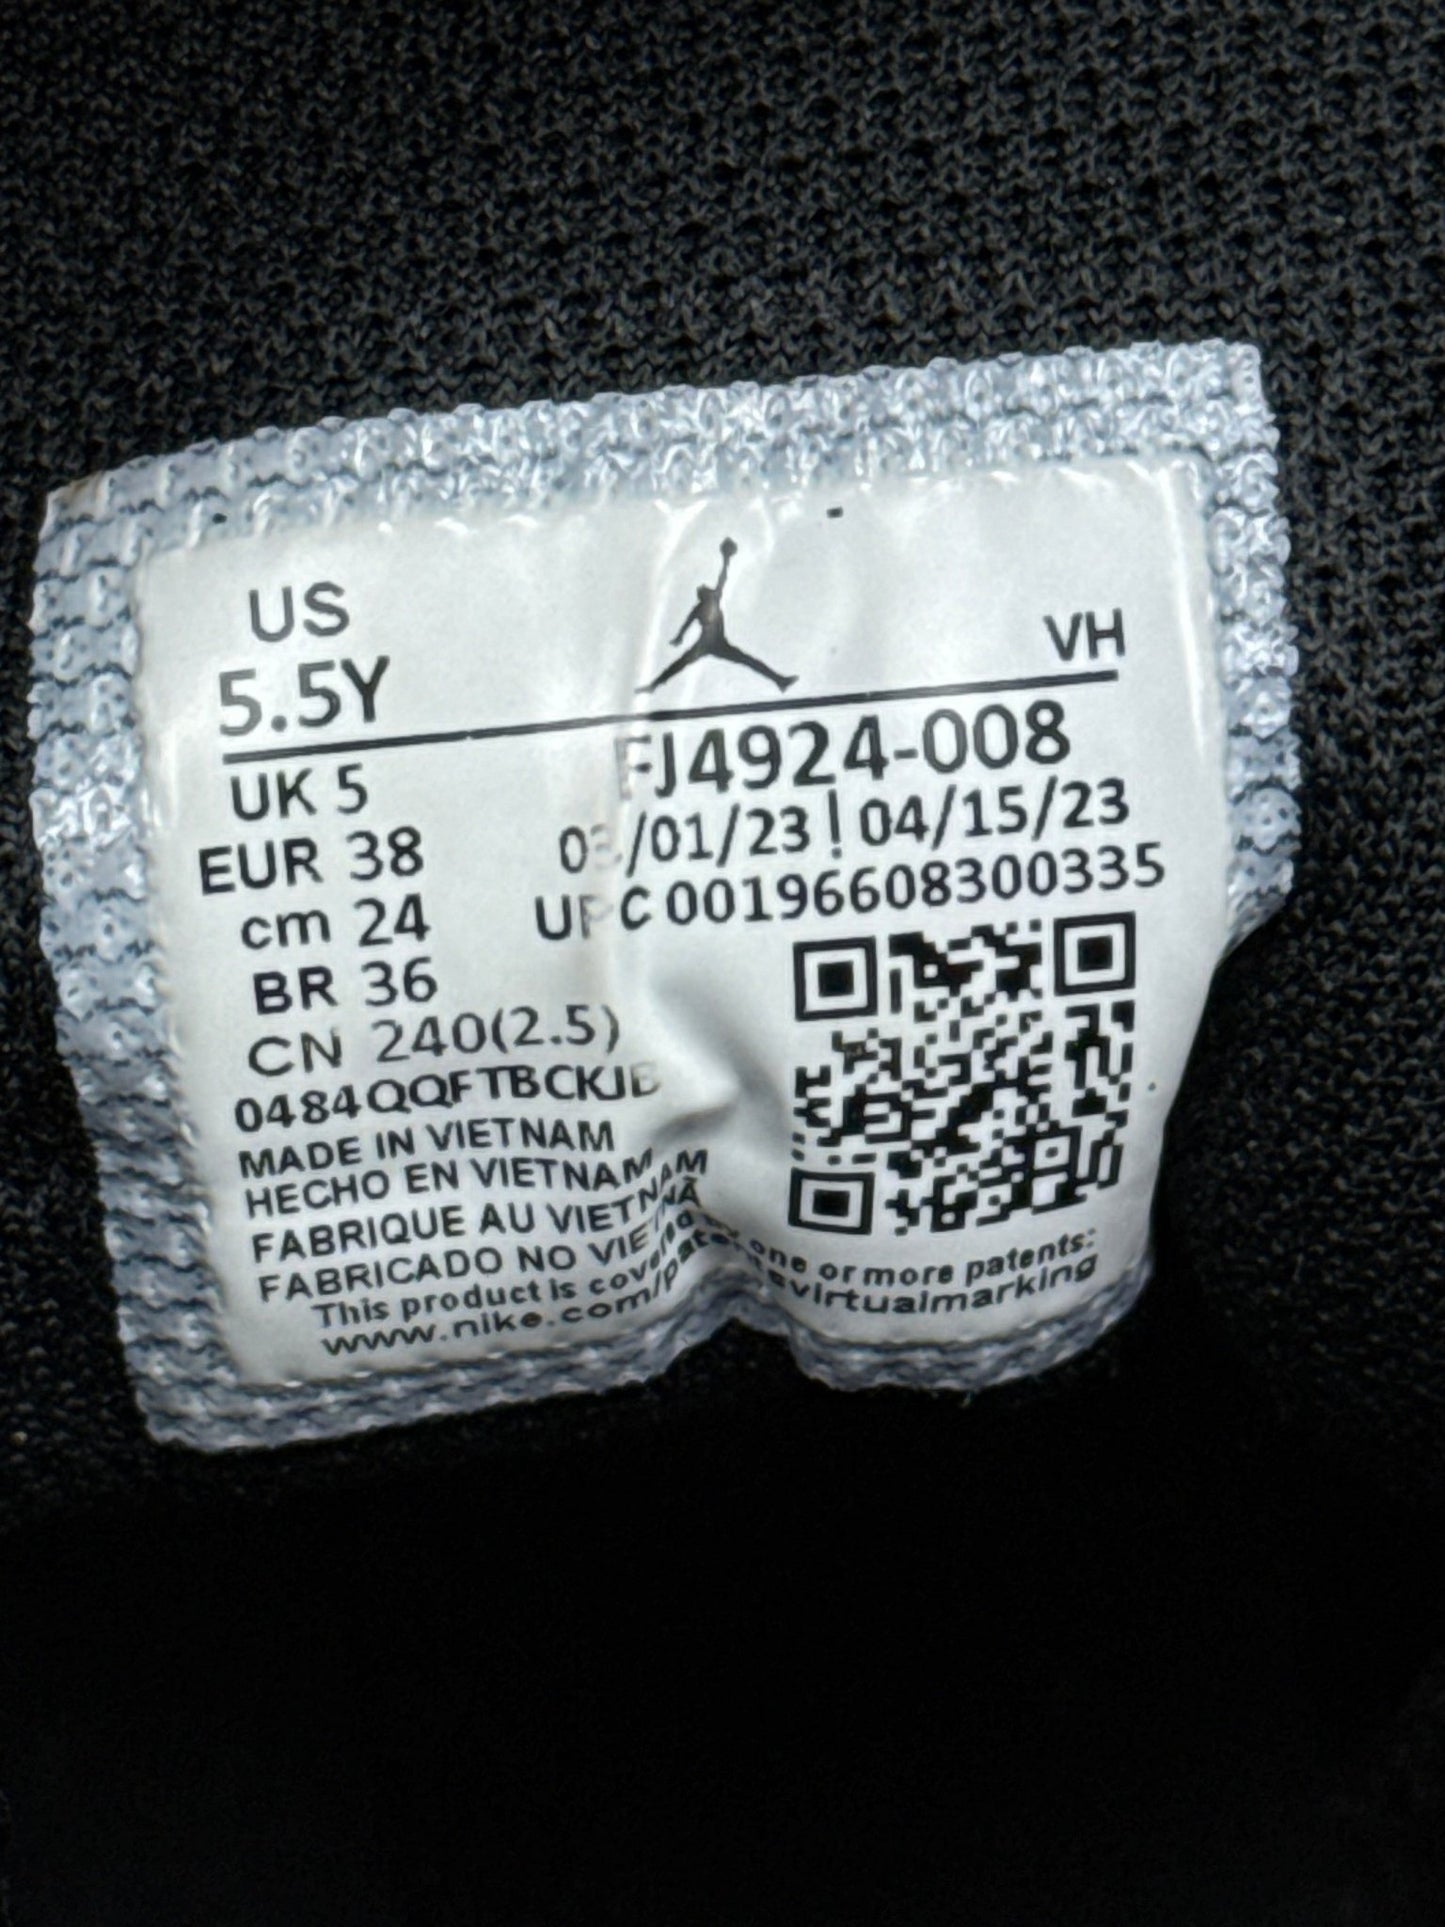 US
5.5Y
VH
UK 5
EUR 38
cm 24
BR 36
CN 240(2.5)
FJ4924-008
03/01/23 | 04/15/23
UPC 00196608300335
0484QQFTBCKJB
MADE IN VIETNAM
HECHO EN VIETNAM
FABRIQUE AU VIETNAM
FABRICADO NO VIETNÃ
This product is covered by one or more patents:
www.nike.com/patentsvirtualmarking